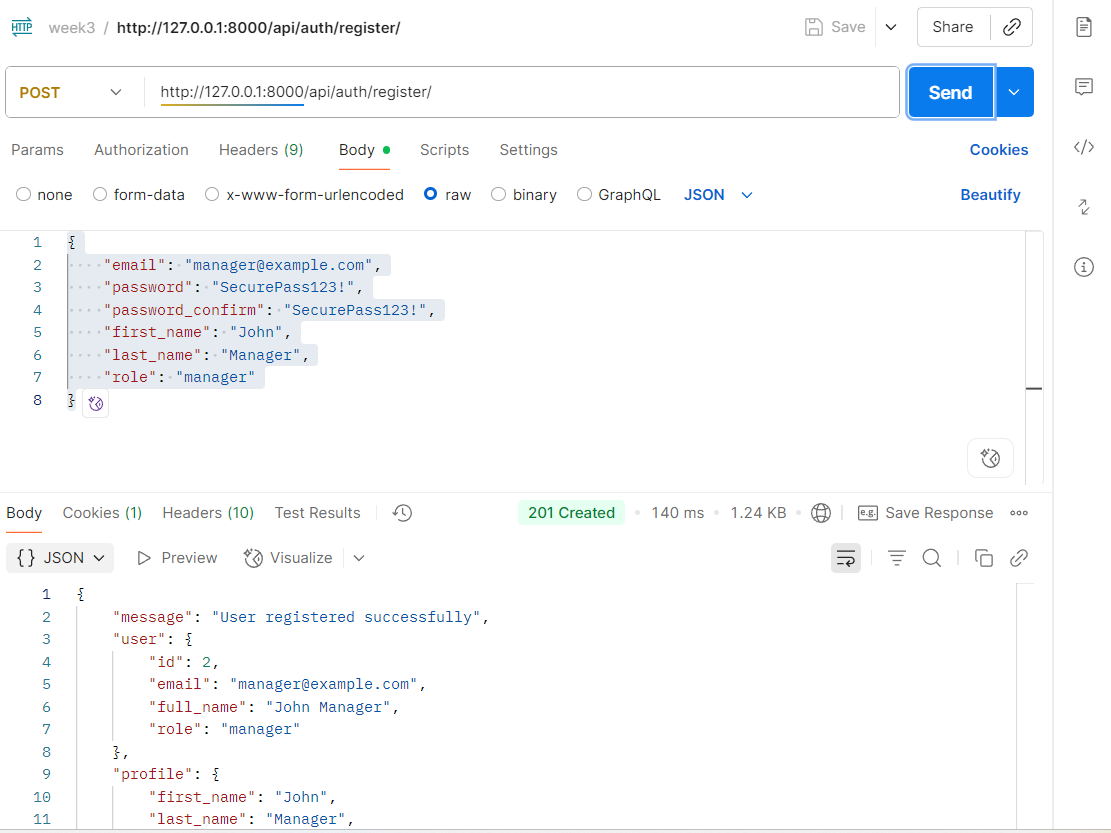 HTTP week3 / http://127.0.0.1:8000/api/auth/register/ Save Share
POST http://127.0.0.1:8000/api/auth/register/ Send
Params Authorization Headers (9) Body Scripts Settings Cookies
none form-data x-www-form-urlencoded raw binary GraphQL JSON Beautify
1 {
2 "email": "manager@example.com",
3 "password": "SecurePass123!",
4 "password_confirm": "SecurePass123!",
5 "first_name": "John",
6 "last_name": "Manager",
7 "role": "manager"
8 }
Body Cookies (1) Headers (10) Test Results 201 Created 140 ms 1.24 KB e.g. Save Response
{} JSON Preview Visualize
1 {
2 "message": "User registered successfully",
3 "user": {
4 "id": 2,
5 "email": "manager@example.com",
6 "full_name": "John Manager",
7 "role": "manager"
8 },
9 "profile": {
10 "first_name": "John",
11 "last_name": "Manager",